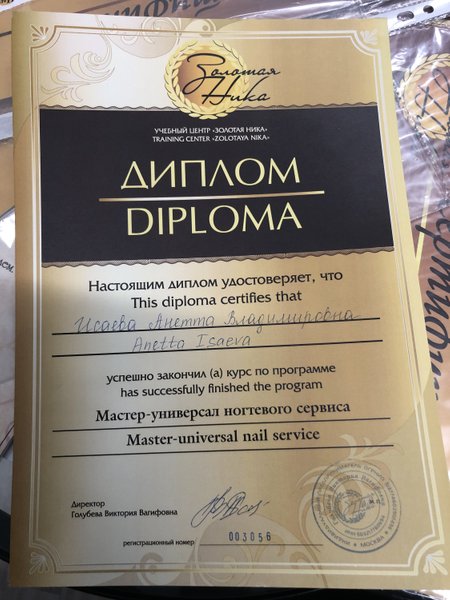 Золотая
Ника
УЧЕБНЫЙ ЦЕНТР «ЗОЛОТАЯ НИКА»
TRAINING CENTER «ZOLOTAYA NIKA»
ДИПЛОМ
DIPLOMA
Настоящим диплом удостоверяет, что
This diploma certifies that
Исаева Анетта Владимировна
Anetta Isaeva
успешно закончил (а) курс по программе
has successfully finished the program
Мастер-универсал ногтевого сервиса
Master-universal nail service
Директор
Голубева Виктория Вагифовна
регистрационный номер
003056
МОСКВА